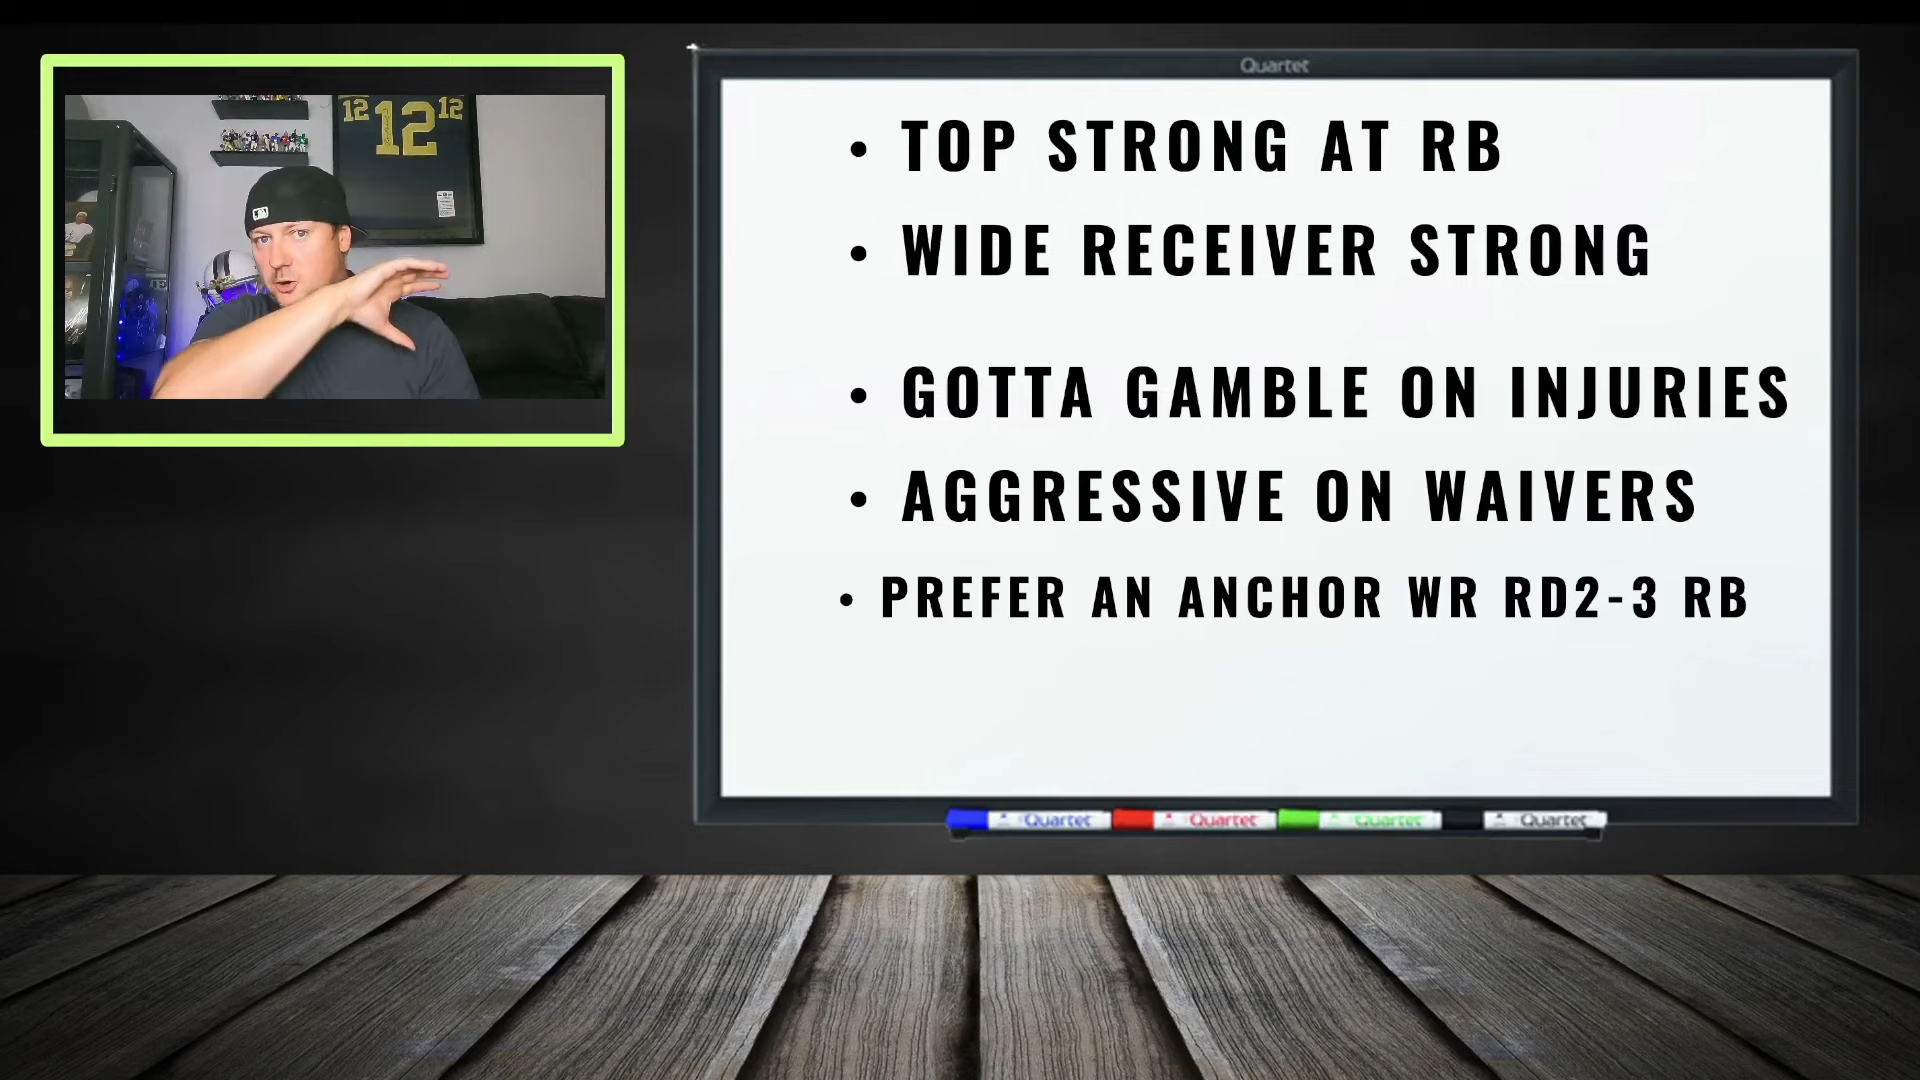 12 12 12
Quartet
• TOP STRONG AT RB
• WIDE RECEIVER STRONG
• GOTTA GAMBLE ON INJURIES
• AGGRESSIVE ON WAIVERS
• PREFER AN ANCHOR WR RD2-3 RB
Quartet Quartet Quartet Quartet